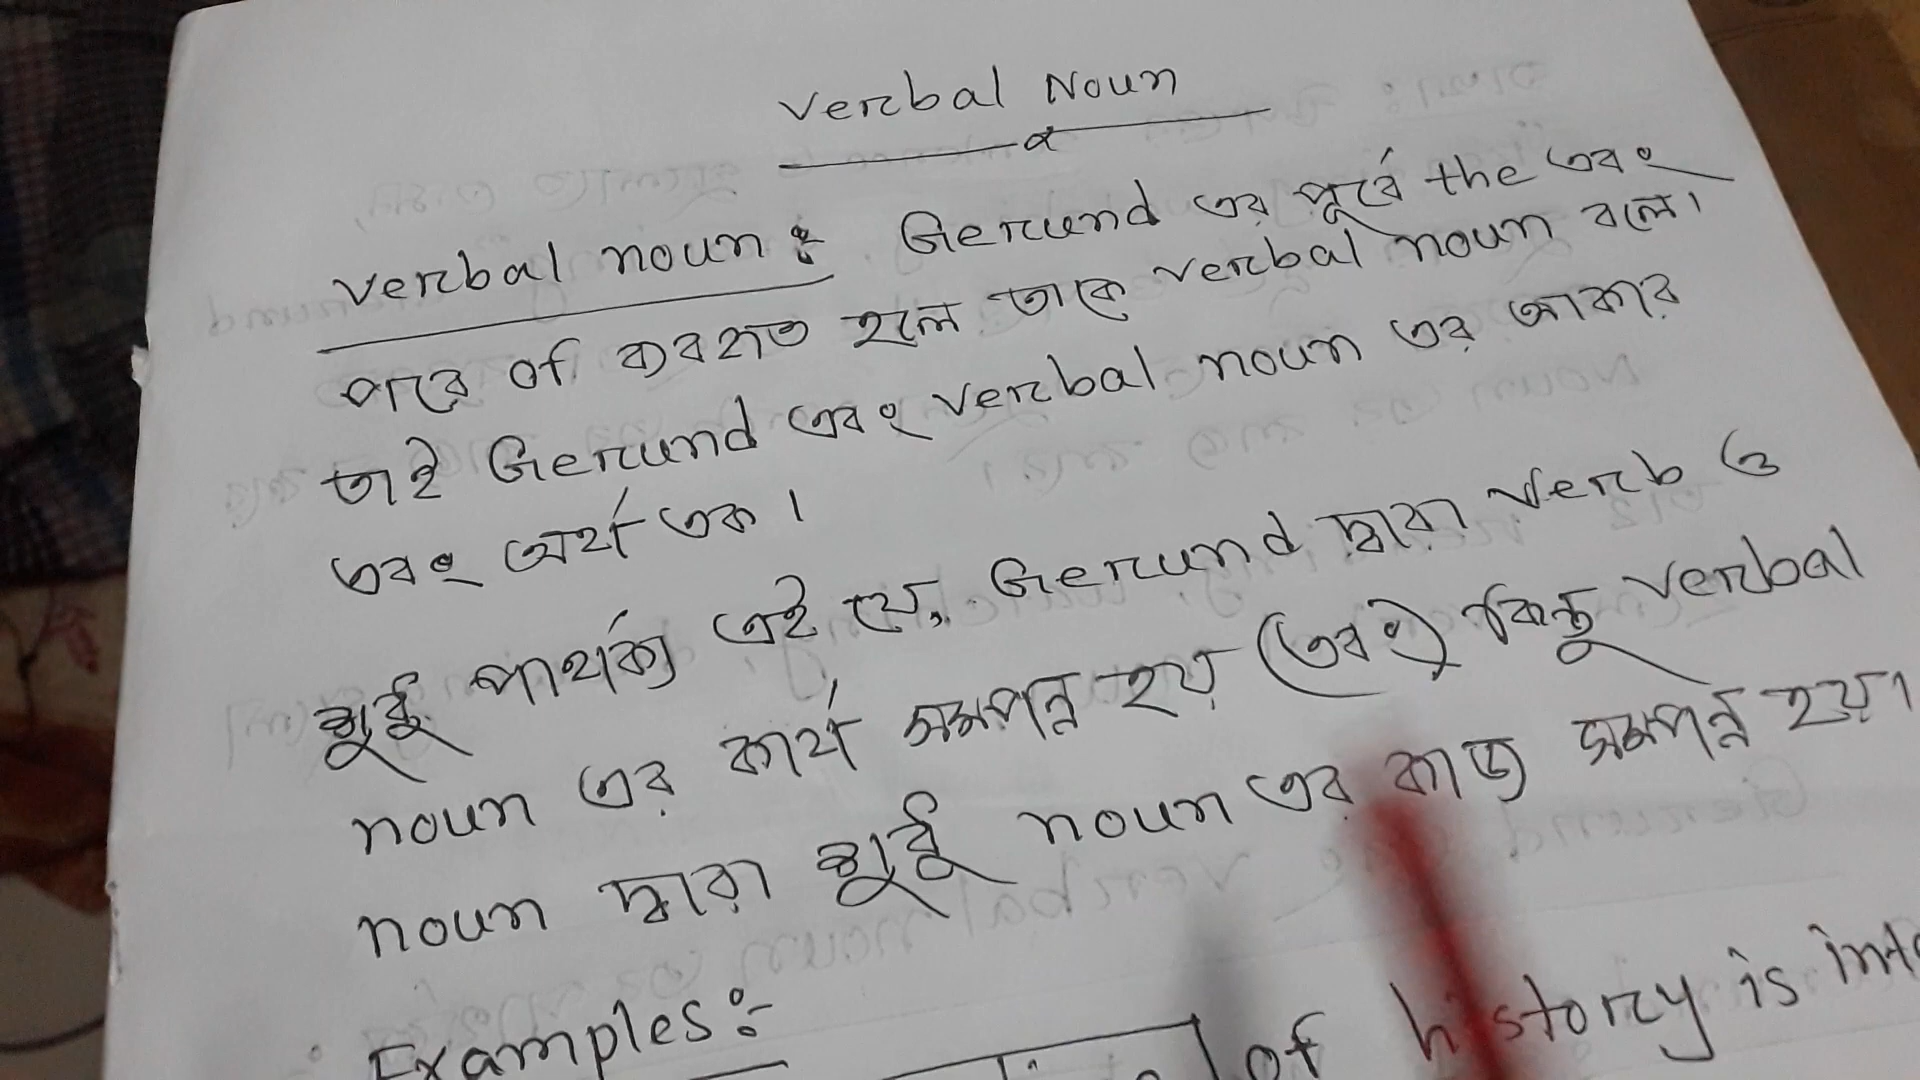 Verbal Noun
Verbal noun : Gerund এর পূর্বে the এবং
পরে of ব্যবহৃত হলে তাকে verbal noun বলে।
তাই Gerund এবং verbal noun এর আকার
এবং অর্থ এক।
শুধু পার্থক্য এই যে, Gerund দ্বারা Verb ও
noun এর কার্য সম্পন্ন হয় (এবং) কিন্তু verbal
noun দ্বারা শুধু noun এর কাজ সম্পন্ন হয়।
Examples :-
of history is